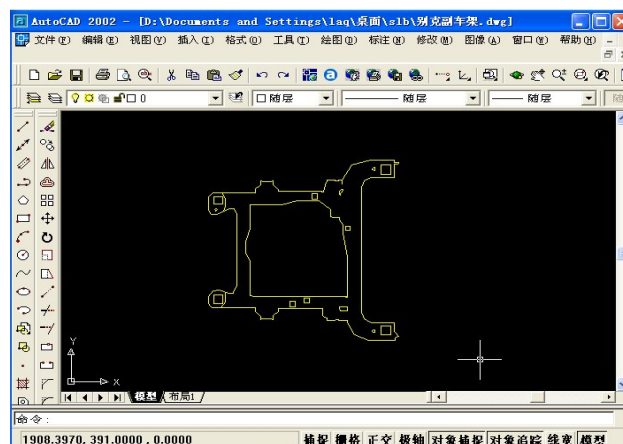 AutoCAD 2002 - [D:\Documents and Settings\laq\桌面\slb\别克副车架.dwg]
文件(F) 编辑(E) 视图(V) 插入(I) 格式(O) 工具(T) 绘图(D) 标注(N) 修改(M) 图像(A) 窗口(W) 帮助(H)
0 随层 随层 随层
Y
X
模型 布局1
命令:
1908.3970, 391.0000 , 0.0000 捕捉 栅格 正交 极轴 对象捕捉 对象追踪 线宽 模型